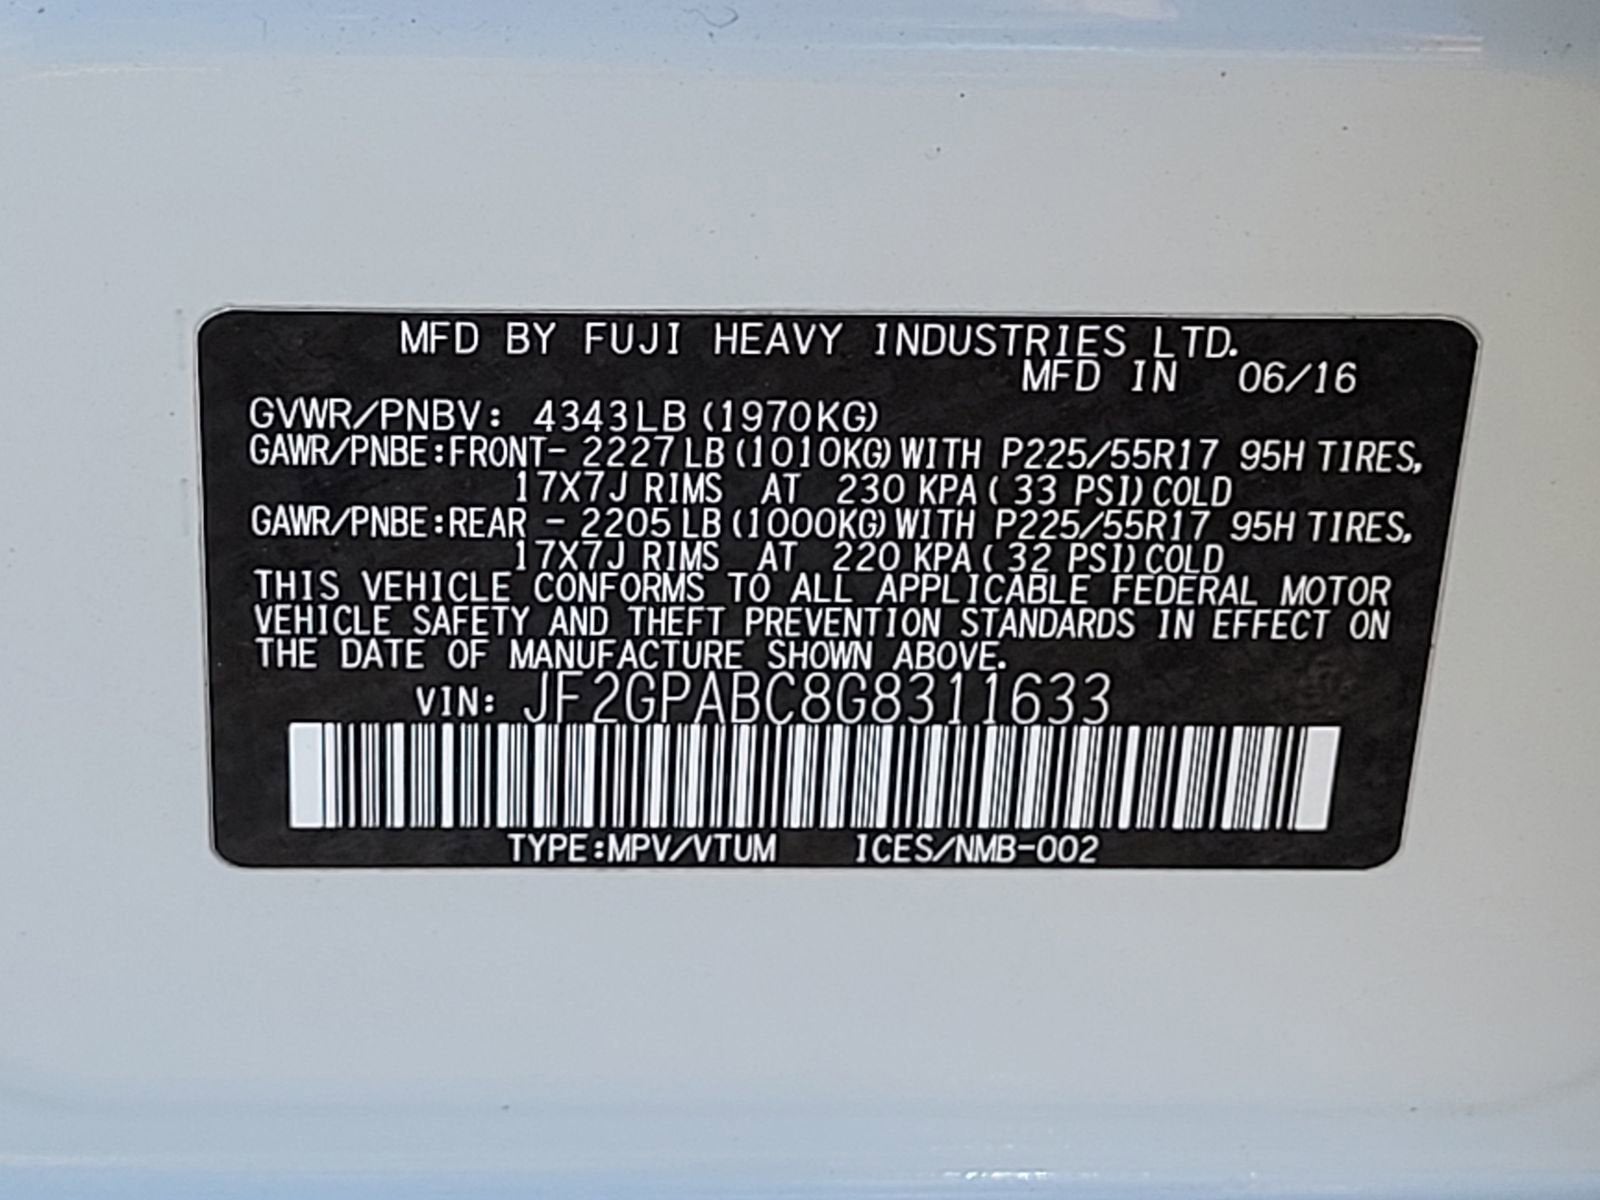 MFD BY FUJI HEAVY INDUSTRIES LTD.
MFD IN 06/16
GVWR/PNBV: 4343LB(1970KG)
GAWR/PNBE:FRONT- 2227LB(1010KG)WITH P225/55R17 95H TIRES,
17X7J RIMS AT 230 KPA( 33 PSI)COLD
GAWR/PNBE:REAR - 2205LB(1000KG)WITH P225/55R17 95H TIRES,
17X7J RIMS AT 220 KPA( 32 PSI)COLD
THIS VEHICLE CONFORMS TO ALL APPLICABLE FEDERAL MOTOR
VEHICLE SAFETY AND THEFT PREVENTION STANDARDS IN EFFECT ON
THE DATE OF MANUFACTURE SHOWN ABOVE.
VIN: JF2GPABC8G8311633
TYPE:MPV/VTUM ICES/NMB-002